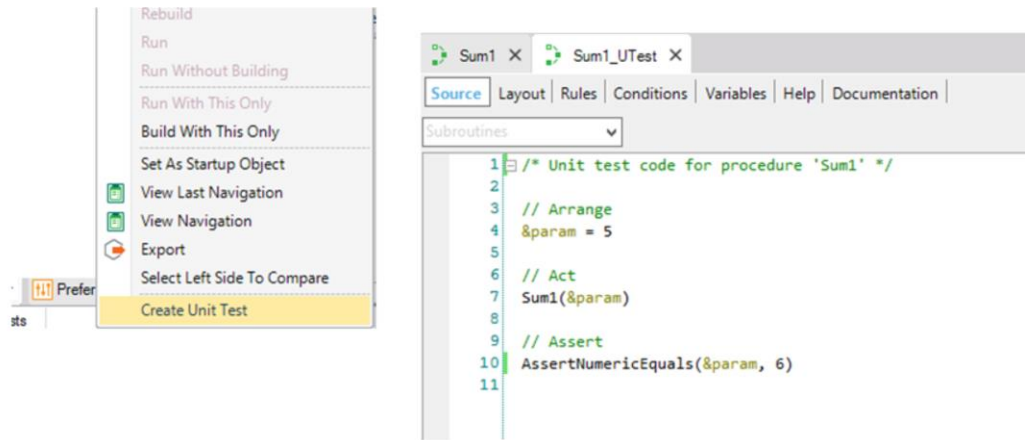 Rebuild
Run
Run Without Building
Run With This Only
Build With This Only
Set As Startup Object
View Last Navigation
View Navigation
Export
Select Left Side To Compare
Create Unit Test
Prefer
sts
Sum1 X Sum1_UTest X
Source Layout Rules Conditions Variables Help Documentation
Subroutines
1 /* Unit test code for procedure 'Sum1' */
2
3 // Arrange
4 &param = 5
5
6 // Act
7 Sum1(&param)
8
9 // Assert
10 AssertNumericEquals(&param, 6)
11